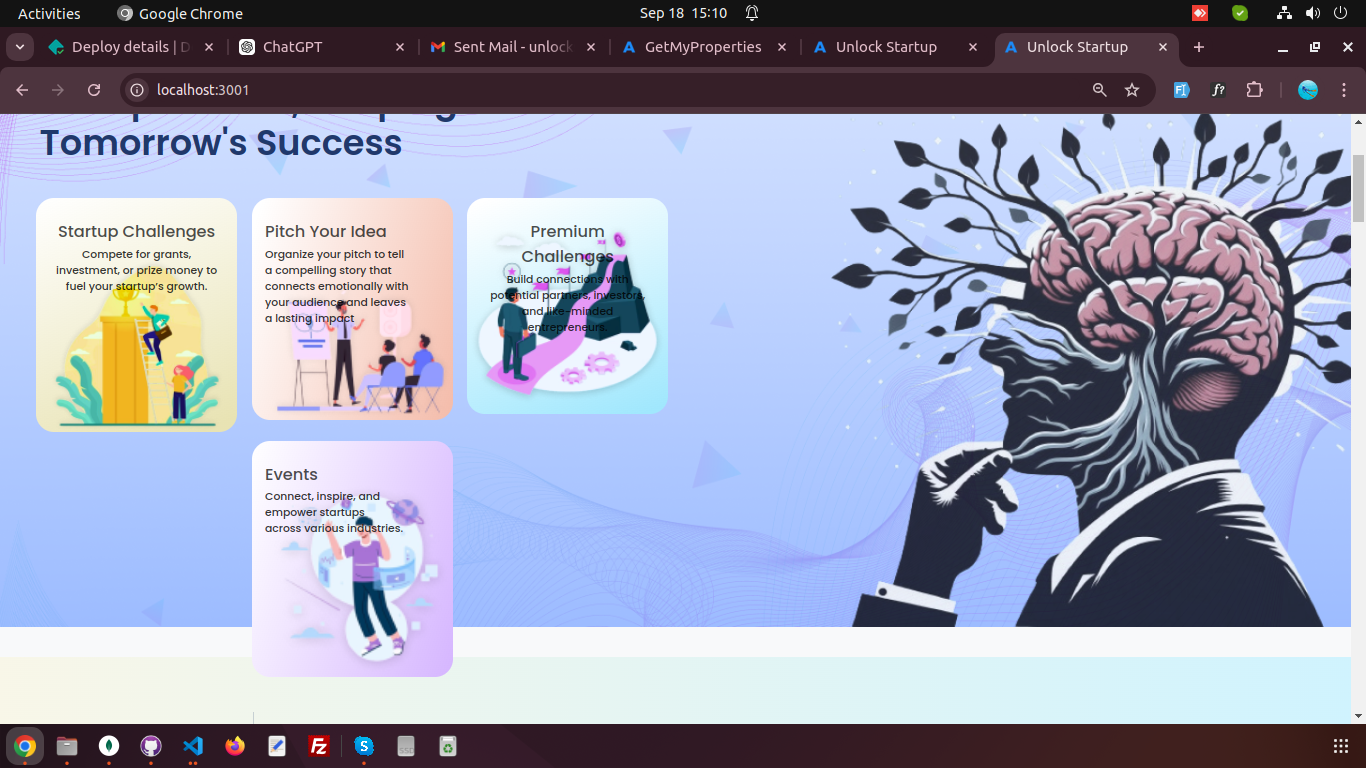 Activities
Google Chrome
Sep 18 15:10
Deploy details | D
ChatGPT
Sent Mail - unlock
GetMyProperties
Unlock Startup
Unlock Startup
localhost:3001
Tomorrow's Success
Startup Challenges
Compete for grants,
investment, or prize money to
fuel your startup's growth.
Pitch Your Idea
Organize your pitch to tell
a compelling story that
connects emotionally with
your audience and leaves
a lasting impact
Premium
Challenges
Build connections with
potential partners, investors,
and like-minded
entrepreneurs.
Events
Connect, inspire, and
empower startups
across various industries.